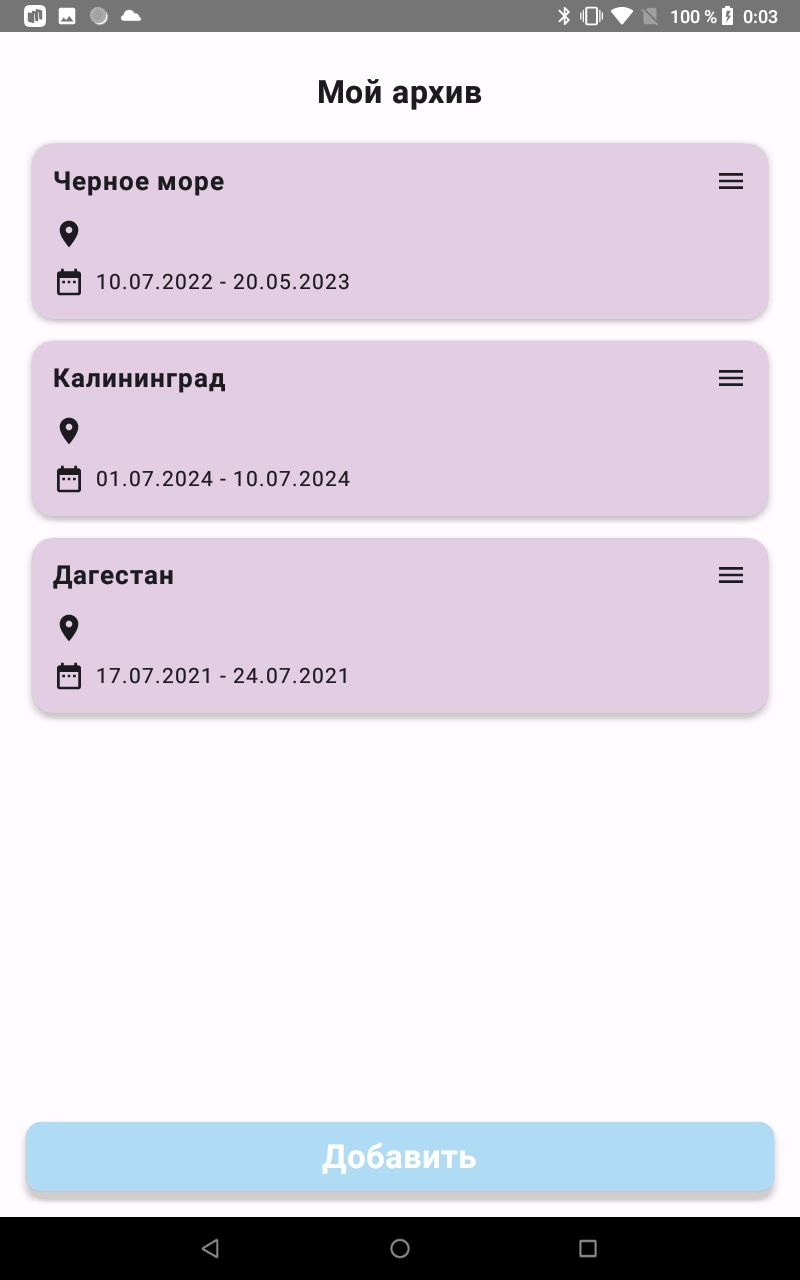 100 % 0:03
Мой архив
Черное море
10.07.2022 - 20.05.2023
Калининград
01.07.2024 - 10.07.2024
Дагестан
17.07.2021 - 24.07.2021
Добавить